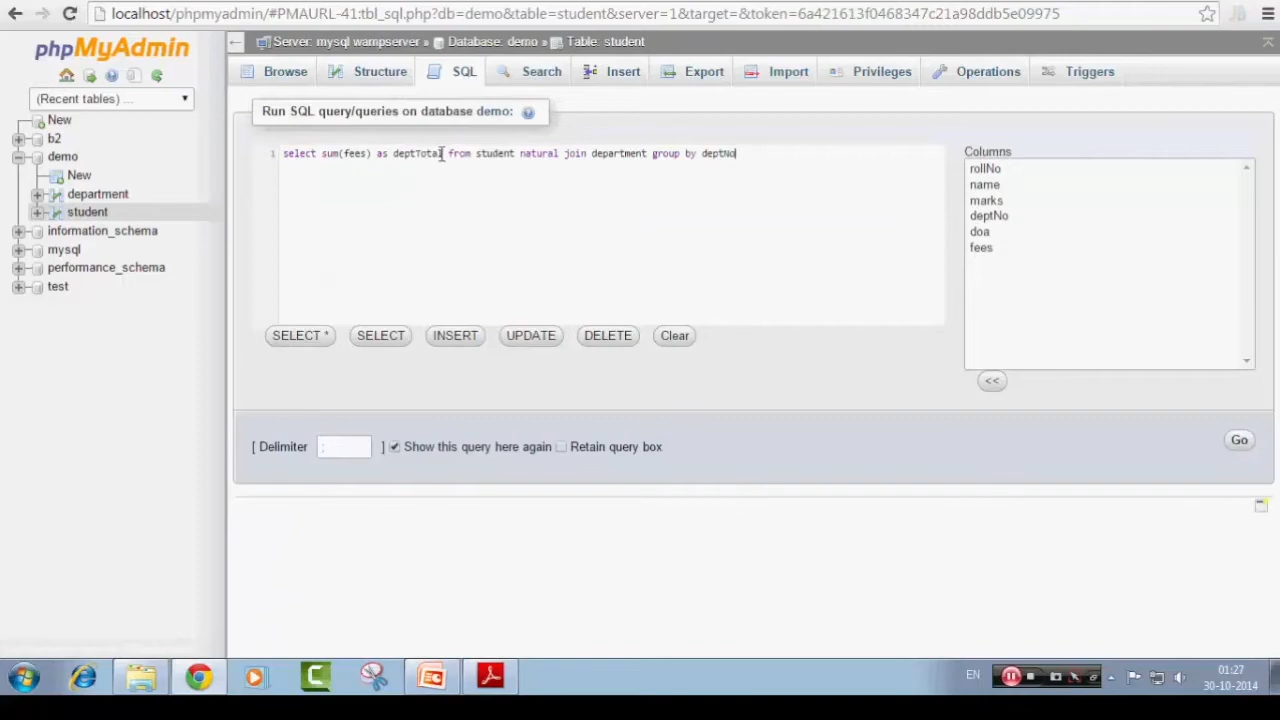 localhost/phpmyadmin/#PMAURL-41:tbl_sql.php?db=demo&table=student&server=1&target=&token=6a421613f0468347c21a98ddb5e09975
phpMyAdmin
(Recent tables) ...
New
b2
demo
New
department
student
information_schema
mysql
performance_schema
test
Server: mysql wampserver » Database: demo » Table: student
Browse Structure SQL Search Insert Export Import Privileges Operations Triggers
Run SQL query/queries on database demo:
1 select sum(fees) as deptTotal from student natural join department group by deptNo
Columns
rollNo
name
marks
deptNo
doa
fees
SELECT * SELECT INSERT UPDATE DELETE Clear
<<
[ Delimiter ; ] Show this query here again Retain query box
Go
EN
01:27
30-10-2014